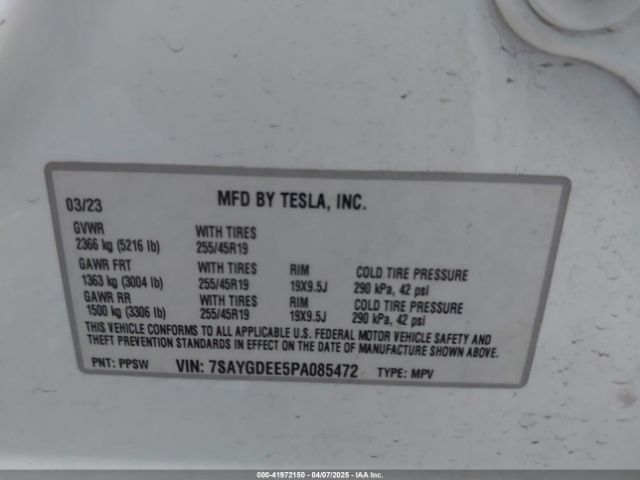 03/23 MFD BY TESLA, INC.
GVWR WITH TIRES
2366 kg (5216 lb) 255/45R19
GAWR FRT WITH TIRES RIM COLD TIRE PRESSURE
1363 kg (3004 lb) 255/45R19 19X9.5J 290 kPa, 42 psi
GAWR RR WITH TIRES RIM COLD TIRE PRESSURE
1500 kg (3306 lb) 255/45R19 19X9.5J 290 kPa, 42 psi
THIS VEHICLE CONFORMS TO ALL APPLICABLE U.S. FEDERAL MOTOR VEHICLE SAFETY AND
THEFT PREVENTION STANDARDS IN EFFECT ON THE DATE OF MANUFACTURE SHOWN ABOVE.
PNT: PPSW VIN: 7SAYGDEE5PA085472 TYPE: MPV
000-41972150 - 04/07/2025 - IAA Inc.